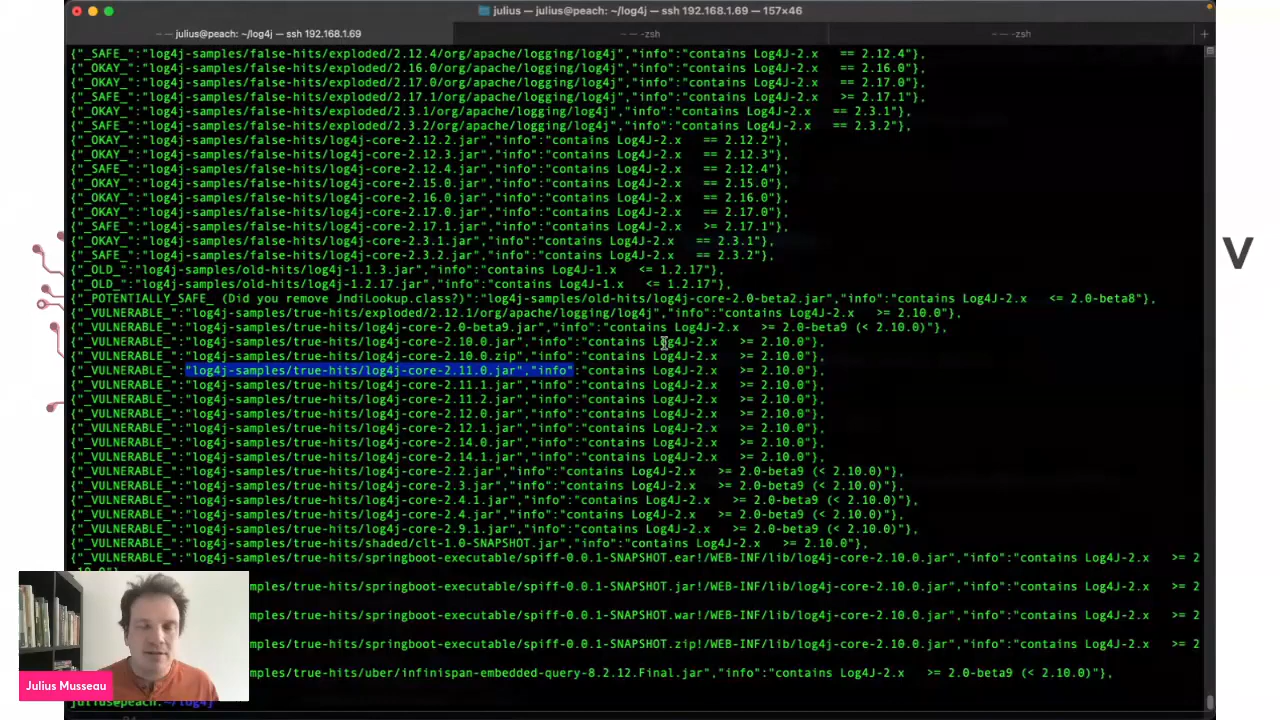 julius — julius@peach: ~/log4j — ssh 192.168.1.69 — 157×46
julius@peach: ~/log4j — ssh 192.168.1.69
-zsh
-zsh
{"_SAFE_":"log4j-samples/false-hits/exploded/2.12.4/org/apache/logging/log4j","info":"contains Log4J-2.x   == 2.12.4"},
{"_OKAY_":"log4j-samples/false-hits/exploded/2.16.0/org/apache/logging/log4j","info":"contains Log4J-2.x   == 2.16.0"},
{"_OKAY_":"log4j-samples/false-hits/exploded/2.17.0/org/apache/logging/log4j","info":"contains Log4J-2.x   == 2.17.0"},
{"_SAFE_":"log4j-samples/false-hits/exploded/2.17.1/org/apache/logging/log4j","info":"contains Log4J-2.x   >= 2.17.1"},
{"_OKAY_":"log4j-samples/false-hits/exploded/2.3.1/org/apache/logging/log4j","info":"contains Log4J-2.x   == 2.3.1"},
{"_SAFE_":"log4j-samples/false-hits/exploded/2.3.2/org/apache/logging/log4j","info":"contains Log4J-2.x   == 2.3.2"},
{"_OKAY_":"log4j-samples/false-hits/log4j-core-2.12.2.jar","info":"contains Log4J-2.x   == 2.12.2"},
{"_OKAY_":"log4j-samples/false-hits/log4j-core-2.12.3.jar","info":"contains Log4J-2.x   == 2.12.3"},
{"_SAFE_":"log4j-samples/false-hits/log4j-core-2.12.4.jar","info":"contains Log4J-2.x   == 2.12.4"},
{"_OKAY_":"log4j-samples/false-hits/log4j-core-2.15.0.jar","info":"contains Log4J-2.x   == 2.15.0"},
{"_OKAY_":"log4j-samples/false-hits/log4j-core-2.16.0.jar","info":"contains Log4J-2.x   == 2.16.0"},
{"_OKAY_":"log4j-samples/false-hits/log4j-core-2.17.0.jar","info":"contains Log4J-2.x   == 2.17.0"},
{"_SAFE_":"log4j-samples/false-hits/log4j-core-2.17.1.jar","info":"contains Log4J-2.x   >= 2.17.1"},
{"_OKAY_":"log4j-samples/false-hits/log4j-core-2.3.1.jar","info":"contains Log4J-2.x   == 2.3.1"},
{"_SAFE_":"log4j-samples/false-hits/log4j-core-2.3.2.jar","info":"contains Log4J-2.x   == 2.3.2"},
{"_OLD_":"log4j-samples/old-hits/log4j-1.1.3.jar","info":"contains Log4J-1.x   <= 1.2.17"},
{"_OLD_":"log4j-samples/old-hits/log4j-1.2.17.jar","info":"contains Log4J-1.x   <= 1.2.17"},
{"_POTENTIALLY_SAFE_ (Did you remove JndiLookup.class?)":"log4j-samples/old-hits/log4j-core-2.0-beta2.jar","info":"contains Log4J-2.x   <= 2.0-beta8"},
{"_VULNERABLE_":"log4j-samples/true-hits/exploded/2.12.1/org/apache/logging/log4j","info":"contains Log4J-2.x   >= 2.10.0"},
{"_VULNERABLE_":"log4j-samples/true-hits/log4j-core-2.0-beta9.jar","info":"contains Log4J-2.x   >= 2.0-beta9 (< 2.10.0)"},
{"_VULNERABLE_":"log4j-samples/true-hits/log4j-core-2.10.0.jar","info":"contains Log4J-2.x   >= 2.10.0"},
{"_VULNERABLE_":"log4j-samples/true-hits/log4j-core-2.10.0.zip","info":"contains Log4J-2.x   >= 2.10.0"},
{"_VULNERABLE_":"log4j-samples/true-hits/log4j-core-2.11.0.jar","info":"contains Log4J-2.x   >= 2.10.0"},
{"_VULNERABLE_":"log4j-samples/true-hits/log4j-core-2.11.1.jar","info":"contains Log4J-2.x   >= 2.10.0"},
{"_VULNERABLE_":"log4j-samples/true-hits/log4j-core-2.11.2.jar","info":"contains Log4J-2.x   >= 2.10.0"},
{"_VULNERABLE_":"log4j-samples/true-hits/log4j-core-2.12.0.jar","info":"contains Log4J-2.x   >= 2.10.0"},
{"_VULNERABLE_":"log4j-samples/true-hits/log4j-core-2.12.1.jar","info":"contains Log4J-2.x   >= 2.10.0"},
{"_VULNERABLE_":"log4j-samples/true-hits/log4j-core-2.14.0.jar","info":"contains Log4J-2.x   >= 2.10.0"},
{"_VULNERABLE_":"log4j-samples/true-hits/log4j-core-2.14.1.jar","info":"contains Log4J-2.x   >= 2.10.0"},
{"_VULNERABLE_":"log4j-samples/true-hits/log4j-core-2.2.jar","info":"contains Log4J-2.x   >= 2.0-beta9 (< 2.10.0)"},
{"_VULNERABLE_":"log4j-samples/true-hits/log4j-core-2.3.jar","info":"contains Log4J-2.x   >= 2.0-beta9 (< 2.10.0)"},
{"_VULNERABLE_":"log4j-samples/true-hits/log4j-core-2.4.1.jar","info":"contains Log4J-2.x   >= 2.0-beta9 (< 2.10.0)"},
{"_VULNERABLE_":"log4j-samples/true-hits/log4j-core-2.4.jar","info":"contains Log4J-2.x   >= 2.0-beta9 (< 2.10.0)"},
{"_VULNERABLE_":"log4j-samples/true-hits/log4j-core-2.9.1.jar","info":"contains Log4J-2.x   >= 2.0-beta9 (< 2.10.0)"},
{"_VULNERABLE_":"log4j-samples/true-hits/shaded/clt-1.0-SNAPSHOT.jar","info":"contains Log4J-2.x   >= 2.10.0"},
{"_VULNERABLE_":"log4j-samples/true-hits/springboot-executable/spiff-0.0.1-SNAPSHOT.ear!/WEB-INF/lib/log4j-core-2.10.0.jar","info":"contains Log4J-2.x   >= 2
amples/true-hits/springboot-executable/spiff-0.0.1-SNAPSHOT.jar!/WEB-INF/lib/log4j-core-2.10.0.jar","info":"contains Log4J-2.x   >= 2
amples/true-hits/springboot-executable/spiff-0.0.1-SNAPSHOT.war!/WEB-INF/lib/log4j-core-2.10.0.jar","info":"contains Log4J-2.x   >= 2
amples/true-hits/springboot-executable/spiff-0.0.1-SNAPSHOT.zip!/WEB-INF/lib/log4j-core-2.10.0.jar","info":"contains Log4J-2.x   >= 2
amples/true-hits/uber/infinispan-embedded-query-8.2.12.Final.jar","info":"contains Log4J-2.x   >= 2.0-beta9 (< 2.10.0)"},
julius@peach:~/log4j
Julius Musseau
V